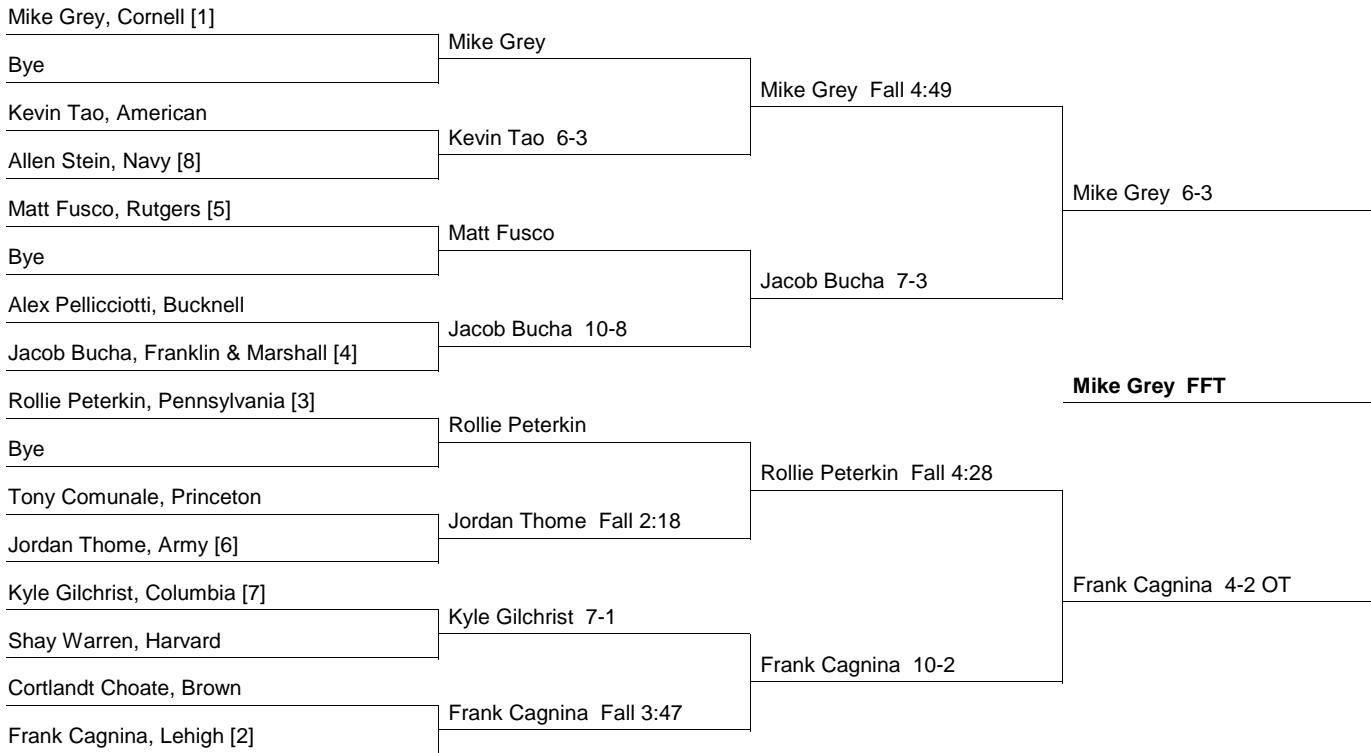 Mike Grey, Cornell [1]
Bye
Kevin Tao, American
Allen Stein, Navy [8]
Matt Fusco, Rutgers [5]
Bye
Alex Pellicciotti, Bucknell
Jacob Bucha, Franklin & Marshall [4]
Rollie Peterkin, Pennsylvania [3]
Bye
Tony Comunale, Princeton
Jordan Thome, Army [6]
Kyle Gilchrist, Columbia [7]
Shay Warren, Harvard
Cortlandt Choate, Brown
Frank Cagnina, Lehigh [2]
Mike Grey
Kevin Tao 6-3
Matt Fusco
Jacob Bucha 10-8
Rollie Peterkin
Jordan Thome Fall 2:18
Kyle Gilchrist 7-1
Frank Cagnina Fall 3:47
Mike Grey Fall 4:49
Jacob Bucha 7-3
Rollie Peterkin Fall 4:28
Frank Cagnina 10-2
Mike Grey 6-3
Mike Grey FFT
Frank Cagnina 4-2 OT